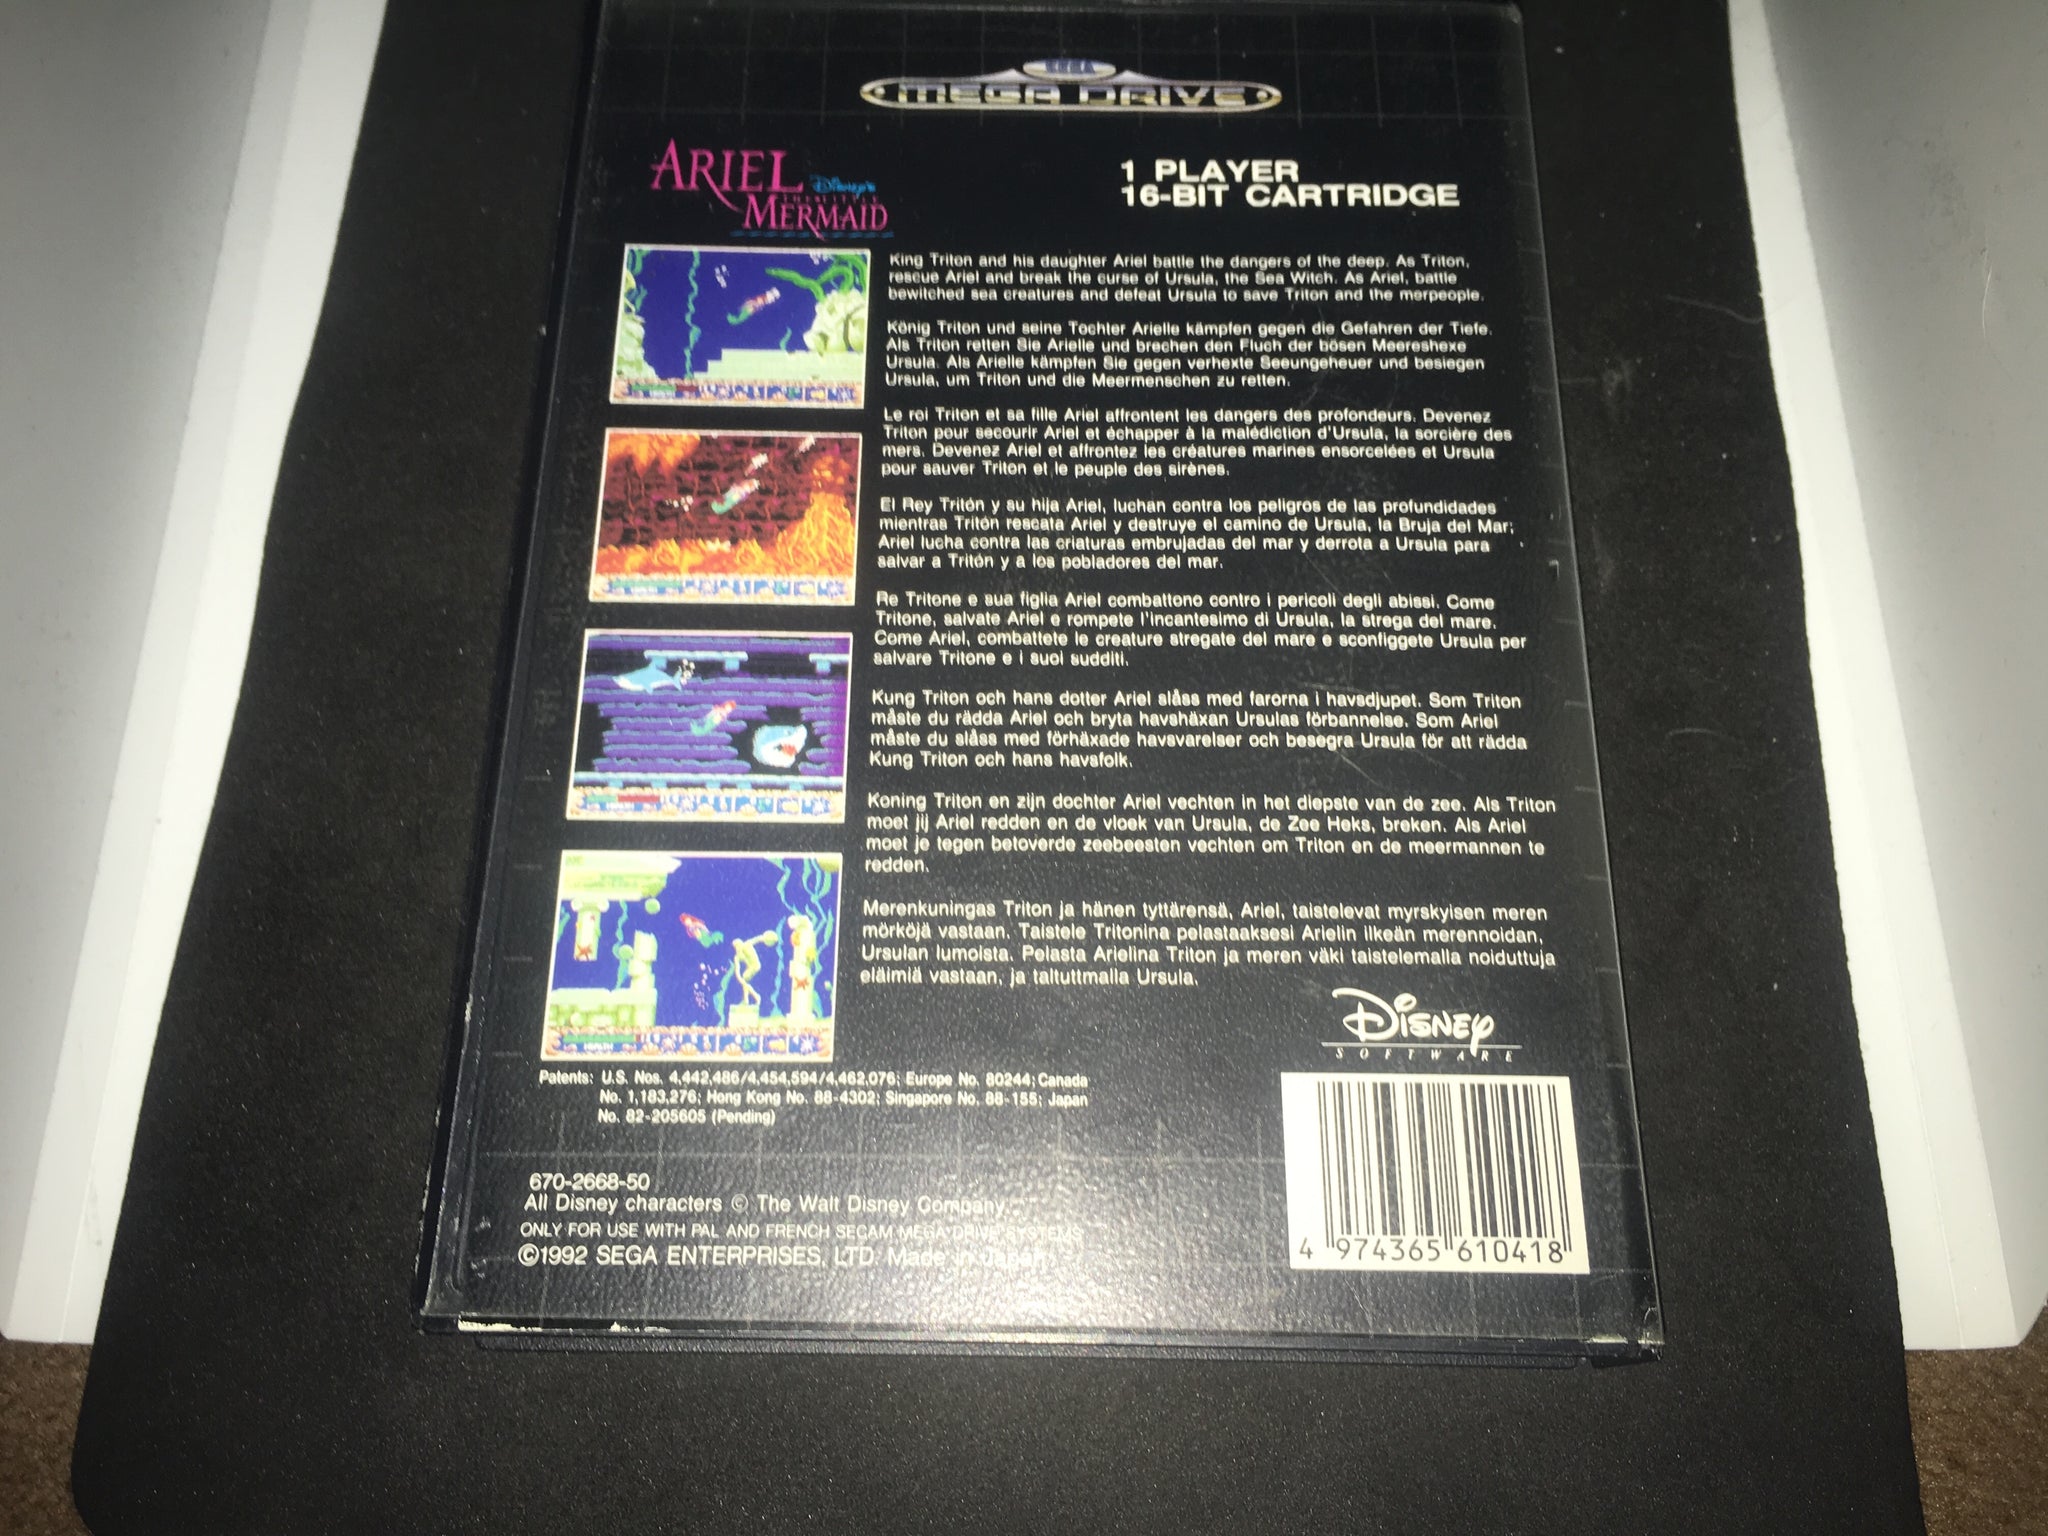 SEGA
MEGA DRIVE
ARIEL
Disney's
THE LITTLE
MERMAID
1 PLAYER
16-BIT CARTRIDGE
King Triton and his daughter Ariel battle the dangers of the deep. As Triton,
rescue Ariel and break the curse of Ursula, the Sea Witch. As Ariel, battle
bewitched sea creatures and defeat Ursula to save Triton and the merpeople.
König Triton und seine Tochter Arielle kämpfen gegen die Gefahren der Tiefe.
Als Triton retten Sie Arielle und brechen den Fluch der bösen Meereshexe
Ursula. Als Arielle kämpfen Sie gegen verhexte Seeungeheuer und besiegen
Ursula, um Triton und die Meermenschen zu retten.
Le roi Triton et sa fille Ariel affrontent les dangers des profondeurs. Devenez
Triton pour secourir Ariel et échapper à la malédiction d'Ursula, la sorcière des
mers. Devenez Ariel et affrontez les créatures marines ensorcelées et Ursula
pour sauver Triton et le peuple des sirènes.
El Rey Tritón y su hija Ariel, luchan contra los peligros de las profundidades
mientras Tritón rescata Ariel y destruye el camino de Ursula, la Bruja del Mar;
Ariel lucha contra las criaturas embrujadas del mar y derrota a Ursula para
salvar a Tritón y a los pobladores del mar.
Re Tritone e sua figlia Ariel combattono contro i pericoli degli abissi. Come
Tritone, salvate Ariel e rompete l'incantesimo di Ursula, la strega del mare.
Come Ariel, combattete le creature stregate del mare e sconfiggete Ursula per
salvare Tritone e i suoi sudditi.
Kung Triton och hans dotter Ariel slåss med farorna i havsdjupet. Som Triton
måste du rädda Ariel och bryta havshäxan Ursulas förbannelse. Som Ariel
måste du slåss med förhäxade havsvarelser och besegra Ursula för att rädda
Kung Triton och hans havsfolk.
Koning Triton en zijn dochter Ariel vechten in het diepste van de zee. Als Triton
moet jij Ariel redden en de vloek van Ursula, de Zee Heks, breken. Als Ariel
moet je tegen betoverde zeebeesten vechten om Triton en de meermannen te
redden.
Merenkuningas Triton ja hänen tyttärensä, Ariel, taistelevat myrskyisen meren
mörköjä vastaan. Taistele Tritonina pelastaaksesi Arielin ilkeän merennoidan,
Ursulan lumoista. Pelasta Arielina Triton ja meren väki taistelemalla noiduttuja
eläimiä vastaan, ja taltuttmalla Ursula.
HEALTH
Disney
SOFTWARE
Patents: U.S. Nos. 4,442,486/4,454,594/4,462,076; Europe No. 80244; Canada
No. 1,183,276; Hong Kong No. 88-4302; Singapore No. 88-155; Japan
No. 82-205605 (Pending)
670-2668-50
All Disney characters © The Walt Disney Company.
ONLY FOR USE WITH PAL AND FRENCH SECAM MEGA DRIVE SYSTEMS
©1992 SEGA ENTERPRISES, LTD. Made in Japan
4 974365 610418